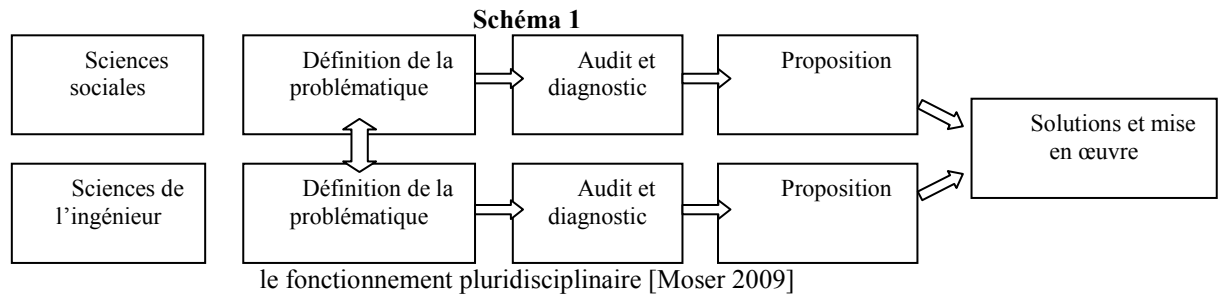 Schéma 1
Sciences
sociales
Définition de la
problématique
Audit et
diagnostic
Proposition
Solutions et mise
en œuvre
Sciences de
l’ingénieur
Définition de la
problématique
Audit et
diagnostic
Proposition
le fonctionnement pluridisciplinaire [Moser 2009]